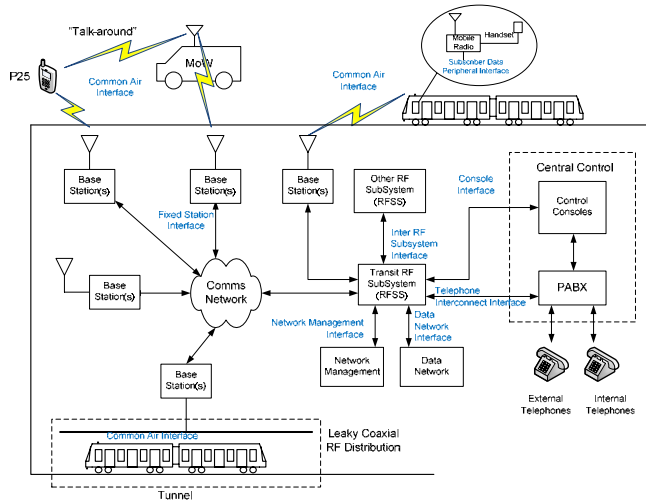 "Talk-around"
P25
Common Air
Interface
MoW
Common Air
Interface
Mobile
Radio
Handset
Subscriber Data
Peripheral Interface
Base
Station(s)
Base
Station(s)
Base
Station(s)
Other RF
SubSystem
(RFSS)
Console
Interface
Central Control
Control
Consoles
Fixed Station
Interface
Inter RF
Subsystem
Interface
Base
Station(s)
Comms
Network
Transit RF
SubSystem
(RFSS)
Telephone
Interconnect Interface
PABX
Network Management
Interface
Data
Network
Interface
Network
Management
Data
Network
Base
Station(s)
External
Telephones
Internal
Telephones
Common Air Interface
Leaky Coaxial
RF Distribution
Tunnel